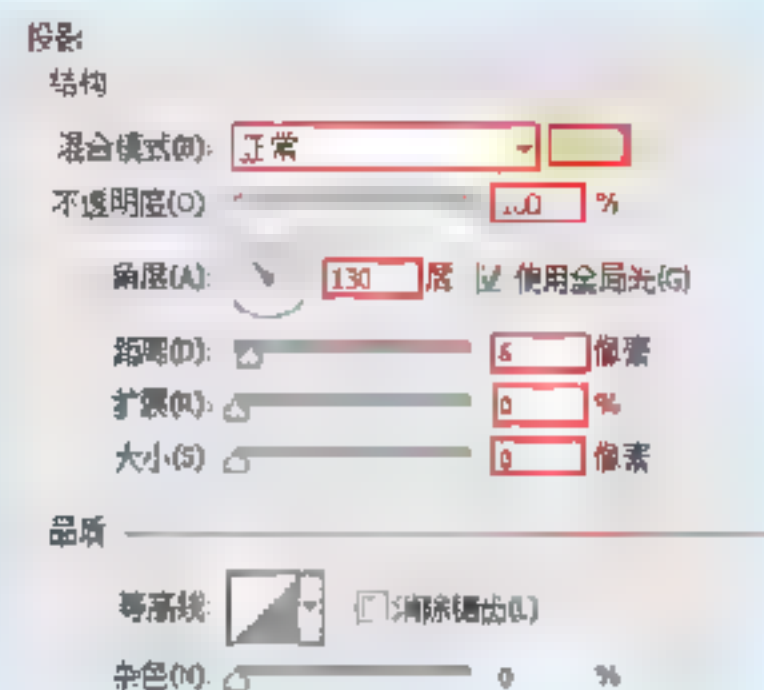 投影
结构
混合模式(B): 正常
不透明度(O) 100 %
角度(A): 130 度 使用全局光(G)
距离(D): 6 像素
扩展(R): 0 %
大小(S) 0 像素
品质
等高线: 消除锯齿(L)
杂色(N). 0 %